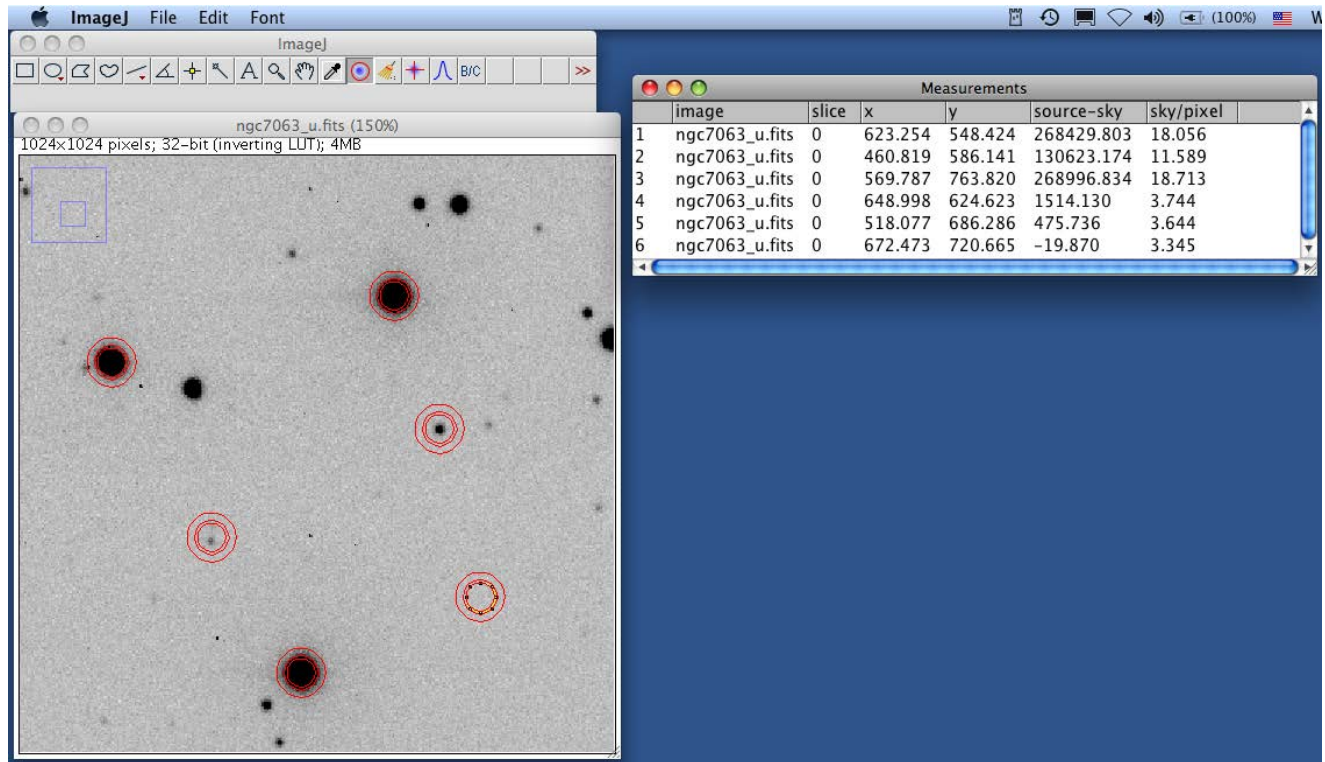 ImageJ File Edit Font (100%) W
ImageJ
A B/C >>
ngc7063_u.fits (150%)
1024x1024 pixels; 32-bit (inverting LUT); 4MB
Measurements
image slice x y source-sky sky/pixel
1 ngc7063_u.fits 0 623.254 548.424 268429.803 18.056
2 ngc7063_u.fits 0 460.819 586.141 130623.174 11.589
3 ngc7063_u.fits 0 569.787 763.820 268996.834 18.713
4 ngc7063_u.fits 0 648.998 624.623 1514.130 3.744
5 ngc7063_u.fits 0 518.077 686.286 475.736 3.644
6 ngc7063_u.fits 0 672.473 720.665 −19.870 3.345